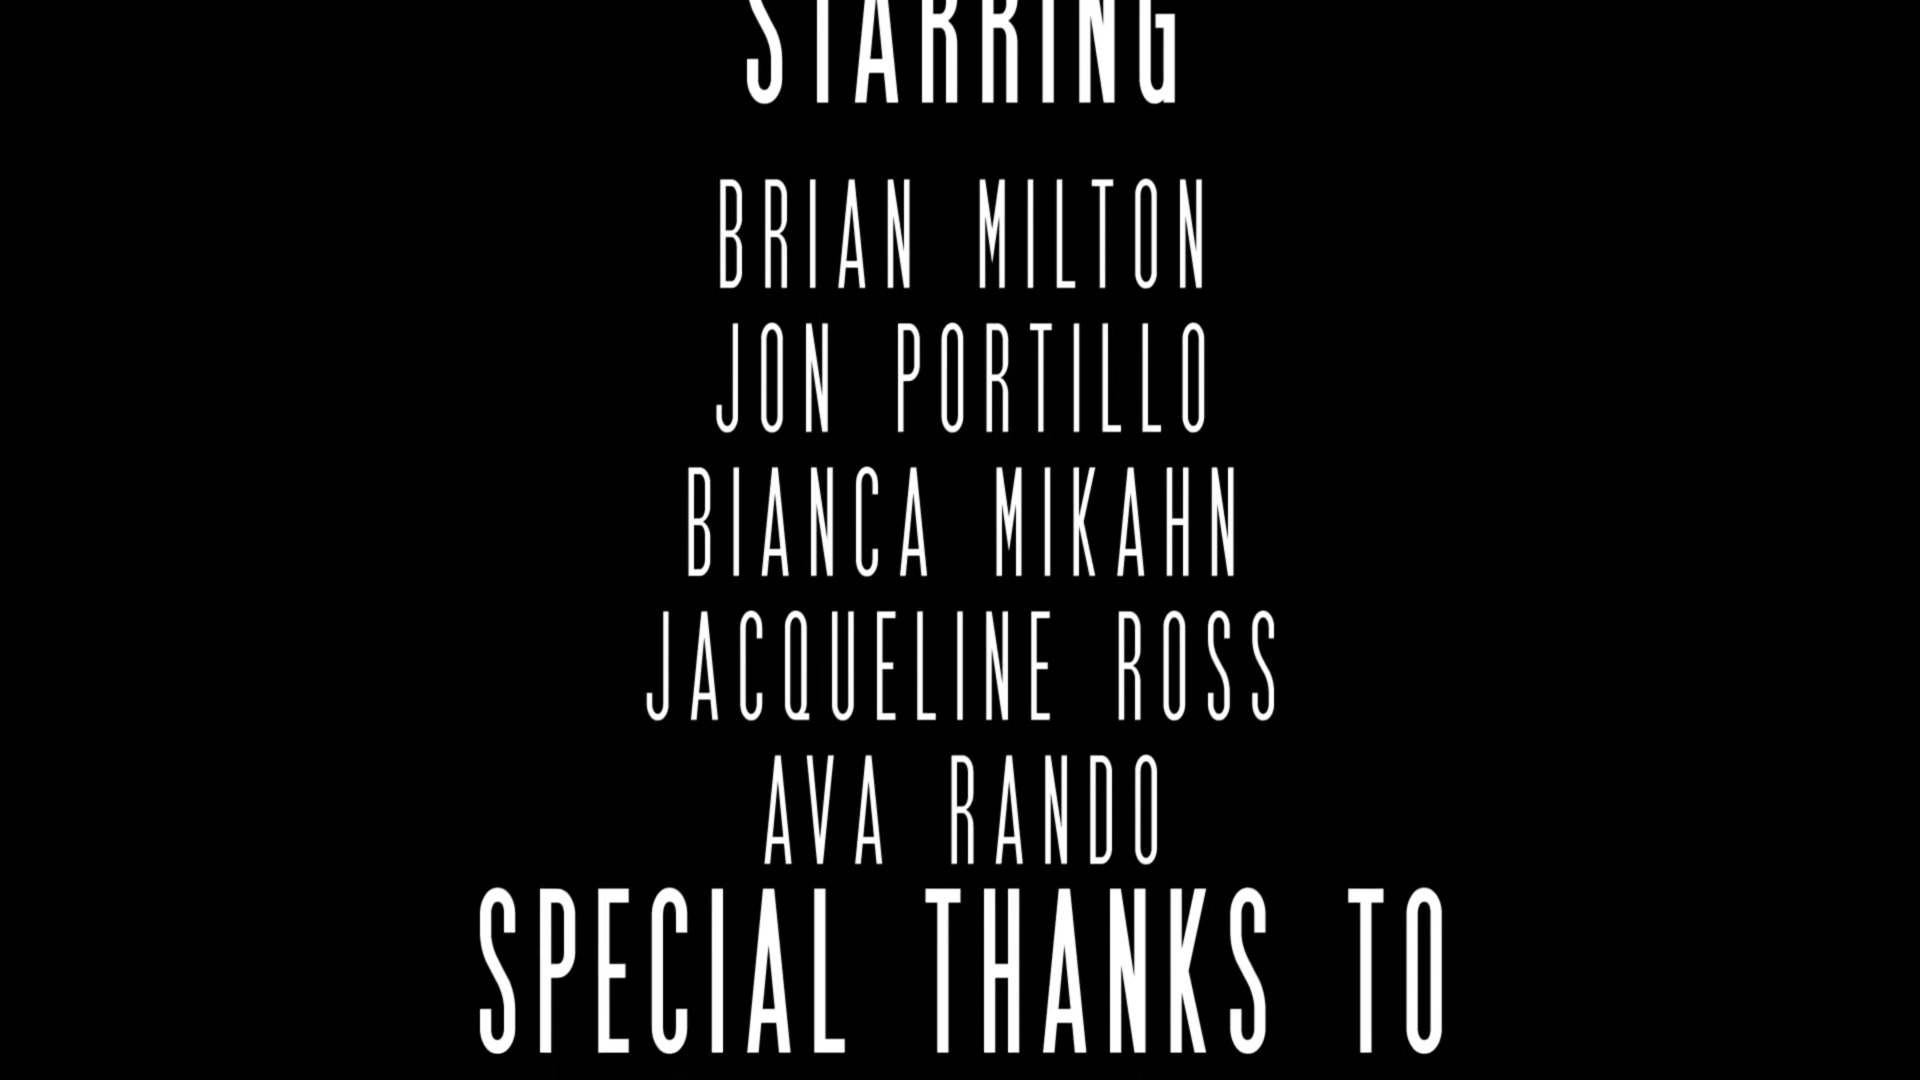 STARRING
BRIAN MILTON
JON PORTILLO
BIANCA MIKAHN
JACQUELINE ROSS
AVA RANDO
SPECIAL THANKS TO